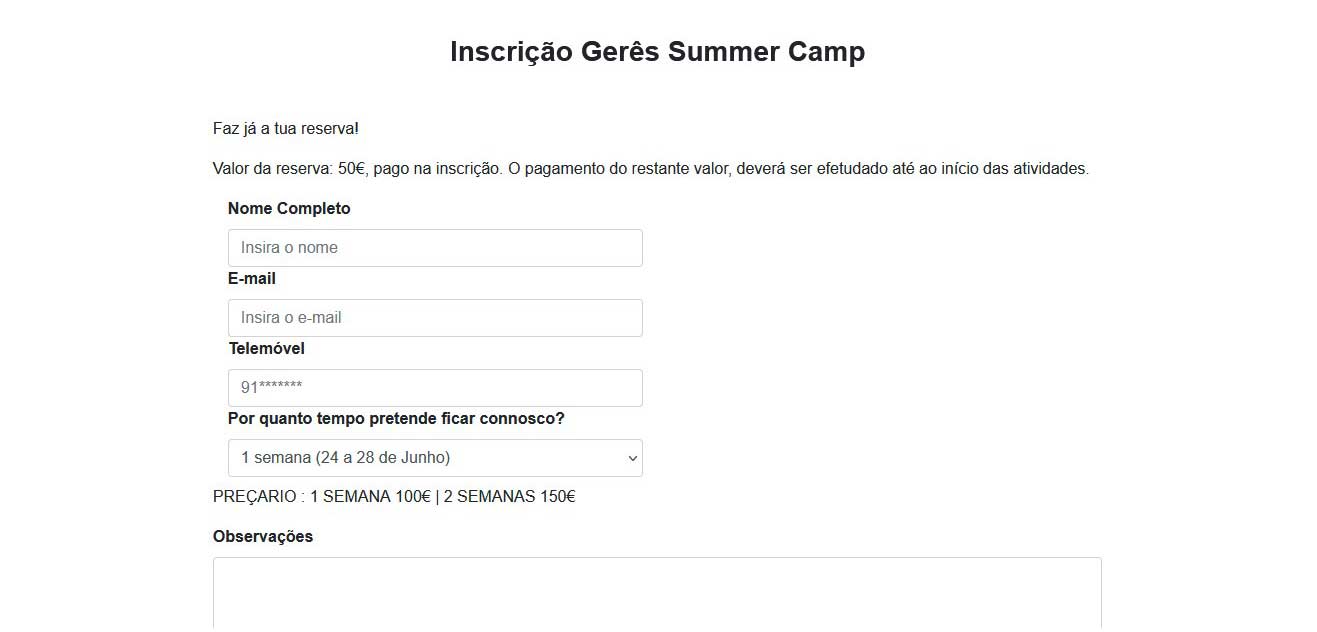 Inscrição Gerês Summer Camp
Faz já a tua reserva!
Valor da reserva: 50€, pago na inscrição. O pagamento do restante valor, deverá ser efetudado até ao início das atividades.
Nome Completo
Insira o nome
E-mail
Insira o e-mail
Telemóvel
91*******
Por quanto tempo pretende ficar connosco?
1 semana (24 a 28 de Junho)
PREÇARIO : 1 SEMANA 100€ | 2 SEMANAS 150€
Observações